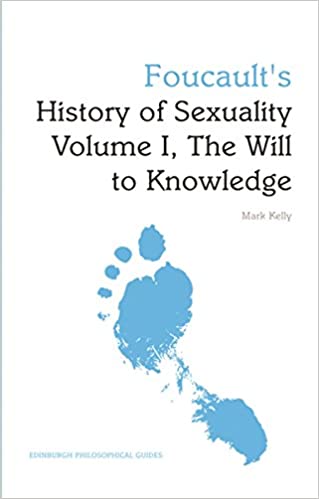 Foucault's
History of Sexuality
Volume I, The Will
to Knowledge
Mark Kelly
EDINBURGH PHILOSOPHICAL GUIDES